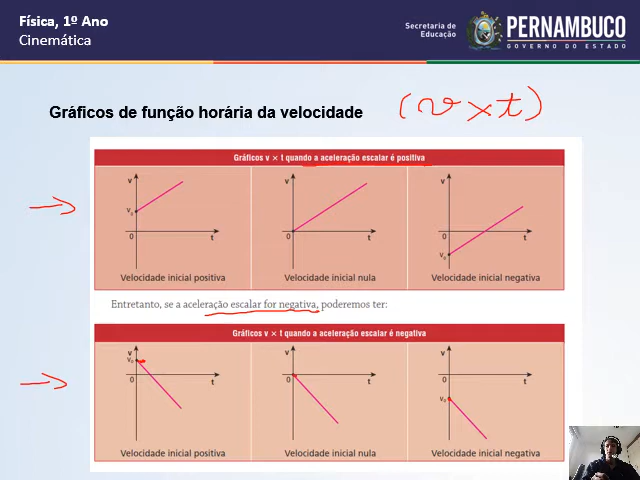 Física, 1º Ano
Cinemática
Secretaria de
Educação
PERNAMBUCO
GOVERNO DO ESTADO
Gráficos de função horária da velocidade (v x t)
Gráficos v × t quando a aceleração escalar é positiva
v v v
v₀
0 t 0 t 0 t
v₀
Velocidade inicial positiva Velocidade inicial nula Velocidade inicial negativa
Entretanto, se a aceleração escalar for negativa, poderemos ter:
Gráficos v × t quando a aceleração escalar é negativa
v v v
v₀
0 t 0 t 0 t
v₀
Velocidade inicial positiva Velocidade inicial nula Velocidade inicial negativa